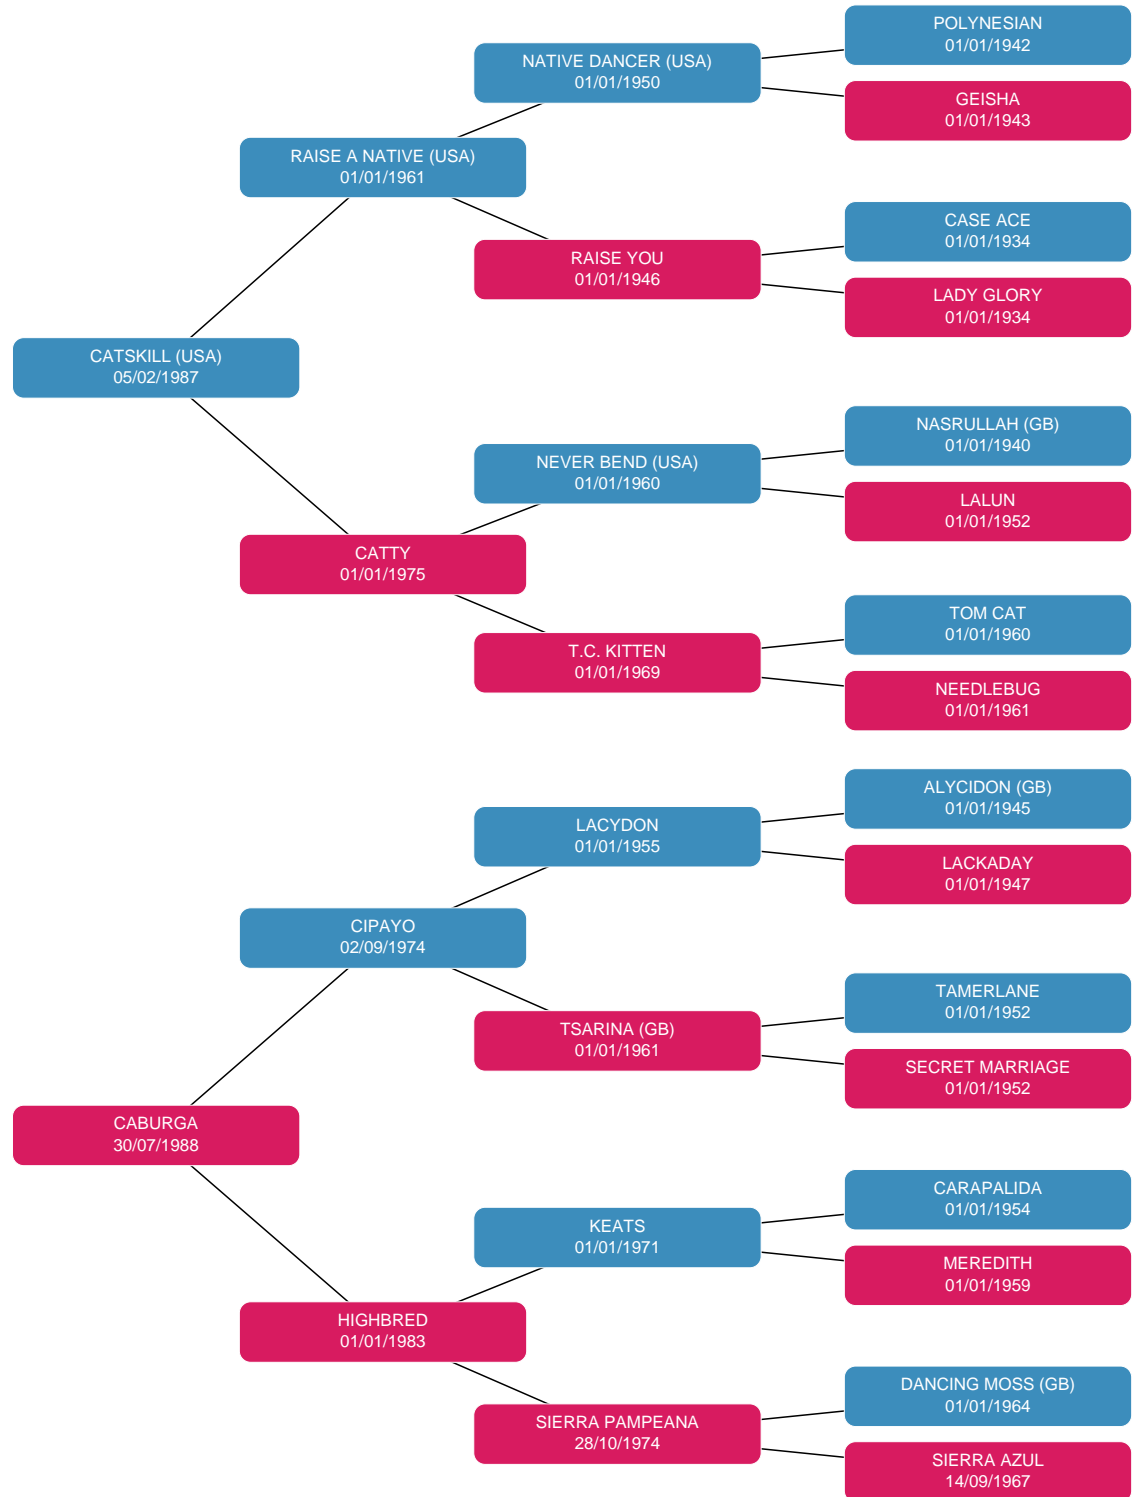 POLYNESIAN
01/01/1942
NATIVE DANCER (USA)
01/01/1950
GEISHA
01/01/1943
RAISE A NATIVE (USA)
01/01/1961
CASE ACE
01/01/1934
RAISE YOU
01/01/1946
LADY GLORY
01/01/1934
CATSKILL (USA)
05/02/1987
NASRULLAH (GB)
01/01/1940
NEVER BEND (USA)
01/01/1960
LALUN
01/01/1952
CATTY
01/01/1975
TOM CAT
01/01/1960
T.C. KITTEN
01/01/1969
NEEDLEBUG
01/01/1961
ALYCIDON (GB)
01/01/1945
LACYDON
01/01/1955
LACKADAY
01/01/1947
CIPAYO
02/09/1974
TAMERLANE
01/01/1952
TSARINA (GB)
01/01/1961
SECRET MARRIAGE
01/01/1952
CABURGA
30/07/1988
CARAPALIDA
01/01/1954
KEATS
01/01/1971
MEREDITH
01/01/1959
HIGHBRED
01/01/1983
DANCING MOSS (GB)
01/01/1964
SIERRA PAMPEANA
28/10/1974
SIERRA AZUL
14/09/1967